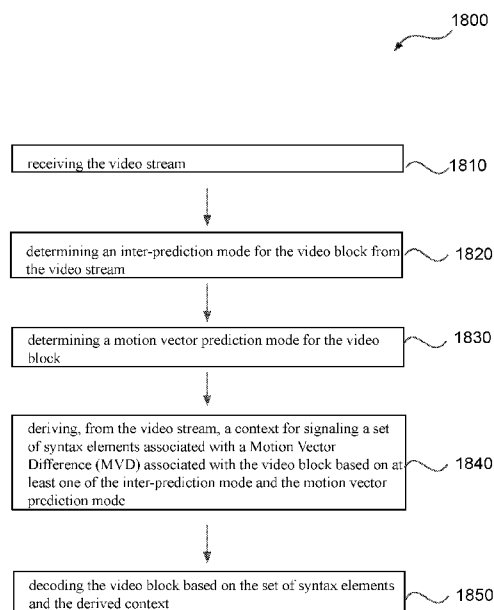 1800
receiving the video stream
1810
determining an inter-prediction mode for the video block from
the video stream
1820
determining a motion vector prediction mode for the video
block
1830
deriving, from the video stream, a context for signaling a set
of syntax elements associated with a Motion Vector
Difference (MVD) associated with the video block based on at
least one of the inter-prediction mode and the motion vector
prediction mode
1840
decoding the video block based on the set of syntax elements
and the derived context
1850